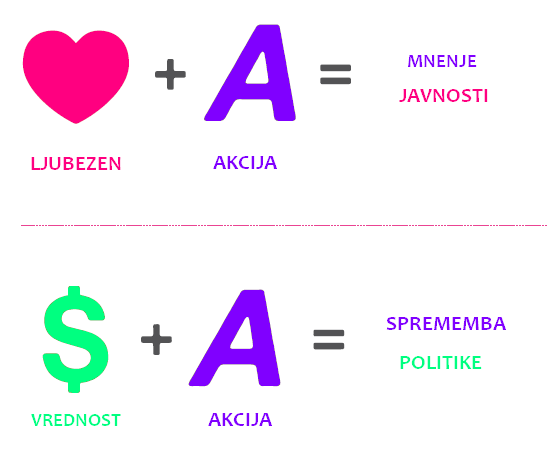 + A =
MNENJE
JAVNOSTI
LJUBEZEN
AKCIJA
$ + A =
SPREMEMBA
POLITIKE
VREDNOST
AKCIJA